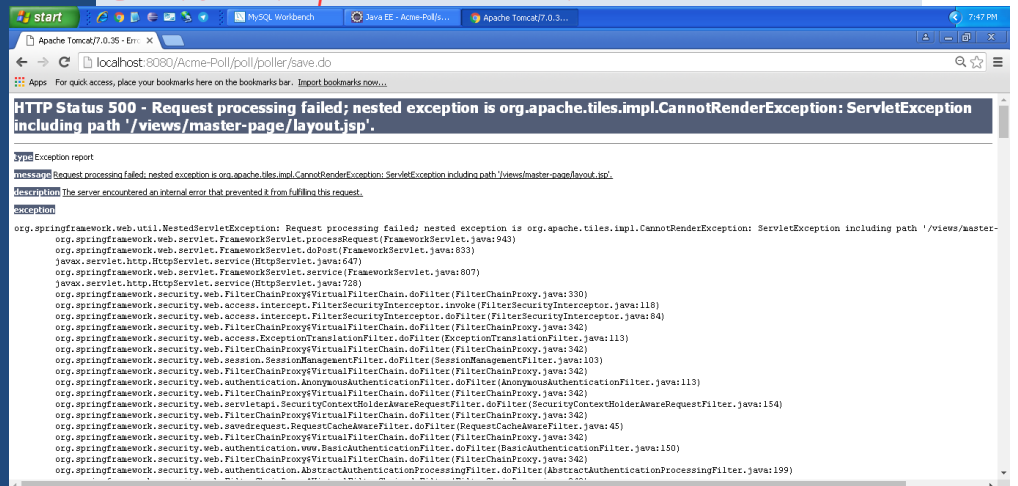 start
MySQL Workbench
Java EE - Acme-Poll/s...
Apache Tomcat/7.0.3...
7:47 PM
Apache Tomcat/7.0.35 - Erro
localhost:8080/Acme-Poll/poll/poller/save.do
Apps For quick access, place your bookmarks here on the bookmarks bar. Import bookmarks now...
HTTP Status 500 - Request processing failed; nested exception is org.apache.tiles.impl.CannotRenderException: ServletException
including path '/views/master-page/layout.jsp'.
type Exception report
message Request processing failed; nested exception is org.apache.tiles.impl.CannotRenderException: ServletException including path '/views/master-page/layout.jsp'.
description The server encountered an internal error that prevented it from fulfilling this request.
exception
org.springframework.web.util.NestedServletException: Request processing failed; nested exception is org.apache.tiles.impl.CannotRenderException: ServletException including path '/views/master-
org.springframework.web.servlet.FrameworkServlet.processRequest(FrameworkServlet.java:943)
org.springframework.web.servlet.FrameworkServlet.doPost(FrameworkServlet.java:833)
javax.servlet.http.HttpServlet.service(HttpServlet.java:647)
org.springframework.web.servlet.FrameworkServlet.service(FrameworkServlet.java:807)
javax.servlet.http.HttpServlet.service(HttpServlet.java:728)
org.springframework.security.web.FilterChainProxy$VirtualFilterChain.doFilter(FilterChainProxy.java:330)
org.springframework.security.web.access.intercept.FilterSecurityInterceptor.invoke(FilterSecurityInterceptor.java:118)
org.springframework.security.web.access.intercept.FilterSecurityInterceptor.doFilter(FilterSecurityInterceptor.java:84)
org.springframework.security.web.FilterChainProxy$VirtualFilterChain.doFilter(FilterChainProxy.java:342)
org.springframework.security.web.access.ExceptionTranslationFilter.doFilter(ExceptionTranslationFilter.java:113)
org.springframework.security.web.FilterChainProxy$VirtualFilterChain.doFilter(FilterChainProxy.java:342)
org.springframework.security.web.session.SessionManagementFilter.doFilter(SessionManagementFilter.java:103)
org.springframework.security.web.FilterChainProxy$VirtualFilterChain.doFilter(FilterChainProxy.java:342)
org.springframework.security.web.authentication.AnonymousAuthenticationFilter.doFilter(AnonymousAuthenticationFilter.java:113)
org.springframework.security.web.FilterChainProxy$VirtualFilterChain.doFilter(FilterChainProxy.java:342)
org.springframework.security.web.servletapi.SecurityContextHolderAwareRequestFilter.doFilter(SecurityContextHolderAwareRequestFilter.java:154)
org.springframework.security.web.FilterChainProxy$VirtualFilterChain.doFilter(FilterChainProxy.java:342)
org.springframework.security.web.savedrequest.RequestCacheAwareFilter.doFilter(RequestCacheAwareFilter.java:45)
org.springframework.security.web.FilterChainProxy$VirtualFilterChain.doFilter(FilterChainProxy.java:342)
org.springframework.security.web.authentication.www.BasicAuthenticationFilter.doFilter(BasicAuthenticationFilter.java:150)
org.springframework.security.web.FilterChainProxy$VirtualFilterChain.doFilter(FilterChainProxy.java:342)
org.springframework.security.web.authentication.AbstractAuthenticationProcessingFilter.doFilter(AbstractAuthenticationProcessingFilter.java:199)